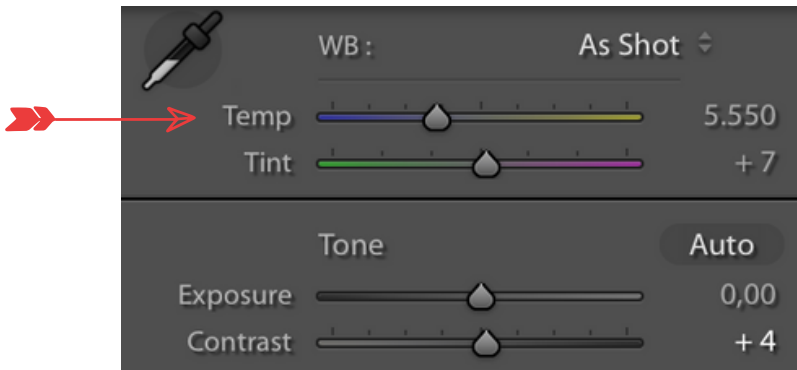 WB : As Shot
Temp 5.550
Tint + 7
Tone Auto
Exposure 0,00
Contrast + 4